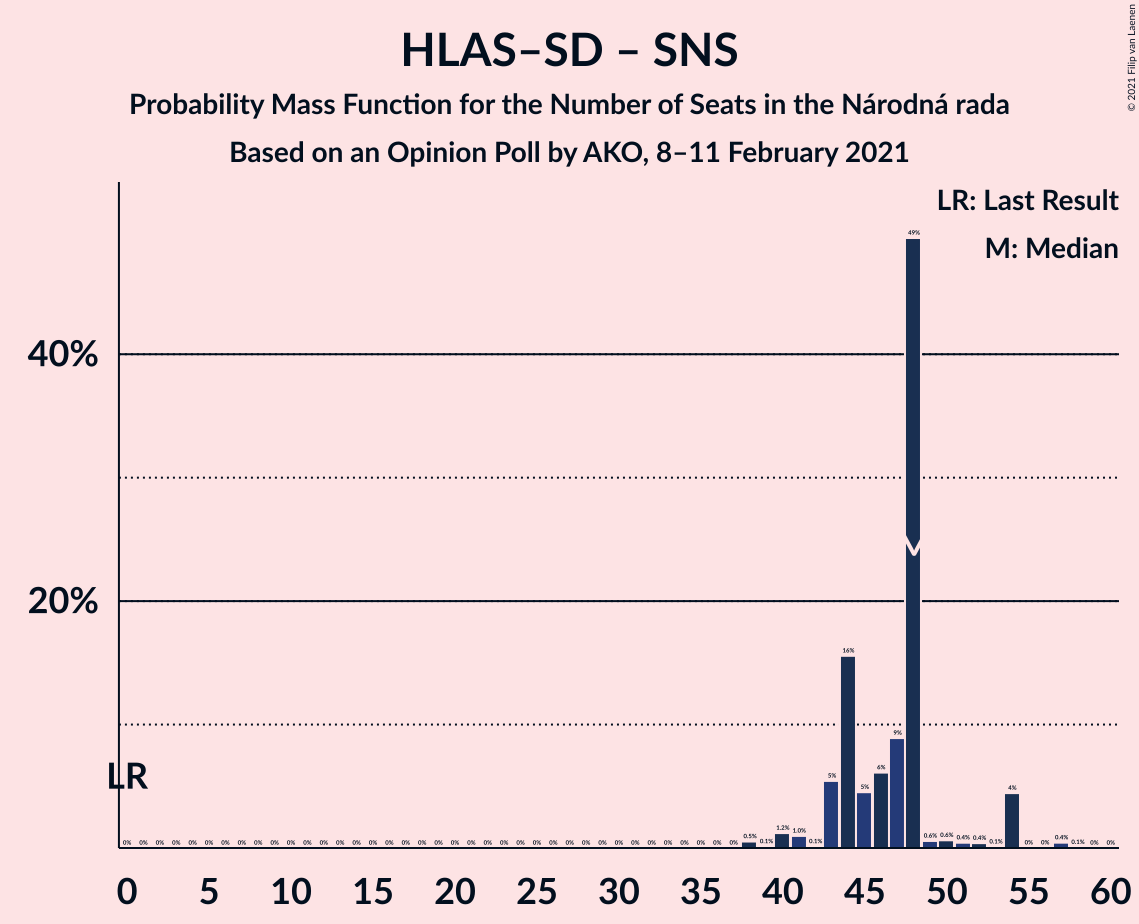 HLAS–SD – SNS
Probability Mass Function for the Number of Seats in the Národná rada
Based on an Opinion Poll by AKO, 8–11 February 2021
© 2021 Filip van Laenen
LR: Last Result
M: Median
40%
20%
LR
M
0% 0% 0% 0% 0% 0% 0% 0% 0% 0% 0% 0% 0% 0% 0% 0% 0% 0% 0% 0% 0% 0% 0% 0% 0% 0% 0% 0% 0% 0% 0% 0% 0% 0% 0% 0% 0% 0% 0.5% 0.1% 1.2% 1.0% 0.1% 5% 16% 5% 6% 9% 49% 0.6% 0.6% 0.4% 0.4% 0.1% 4% 0% 0% 0.4% 0.1% 0% 0%
0 5 10 15 20 25 30 35 40 45 50 55 60